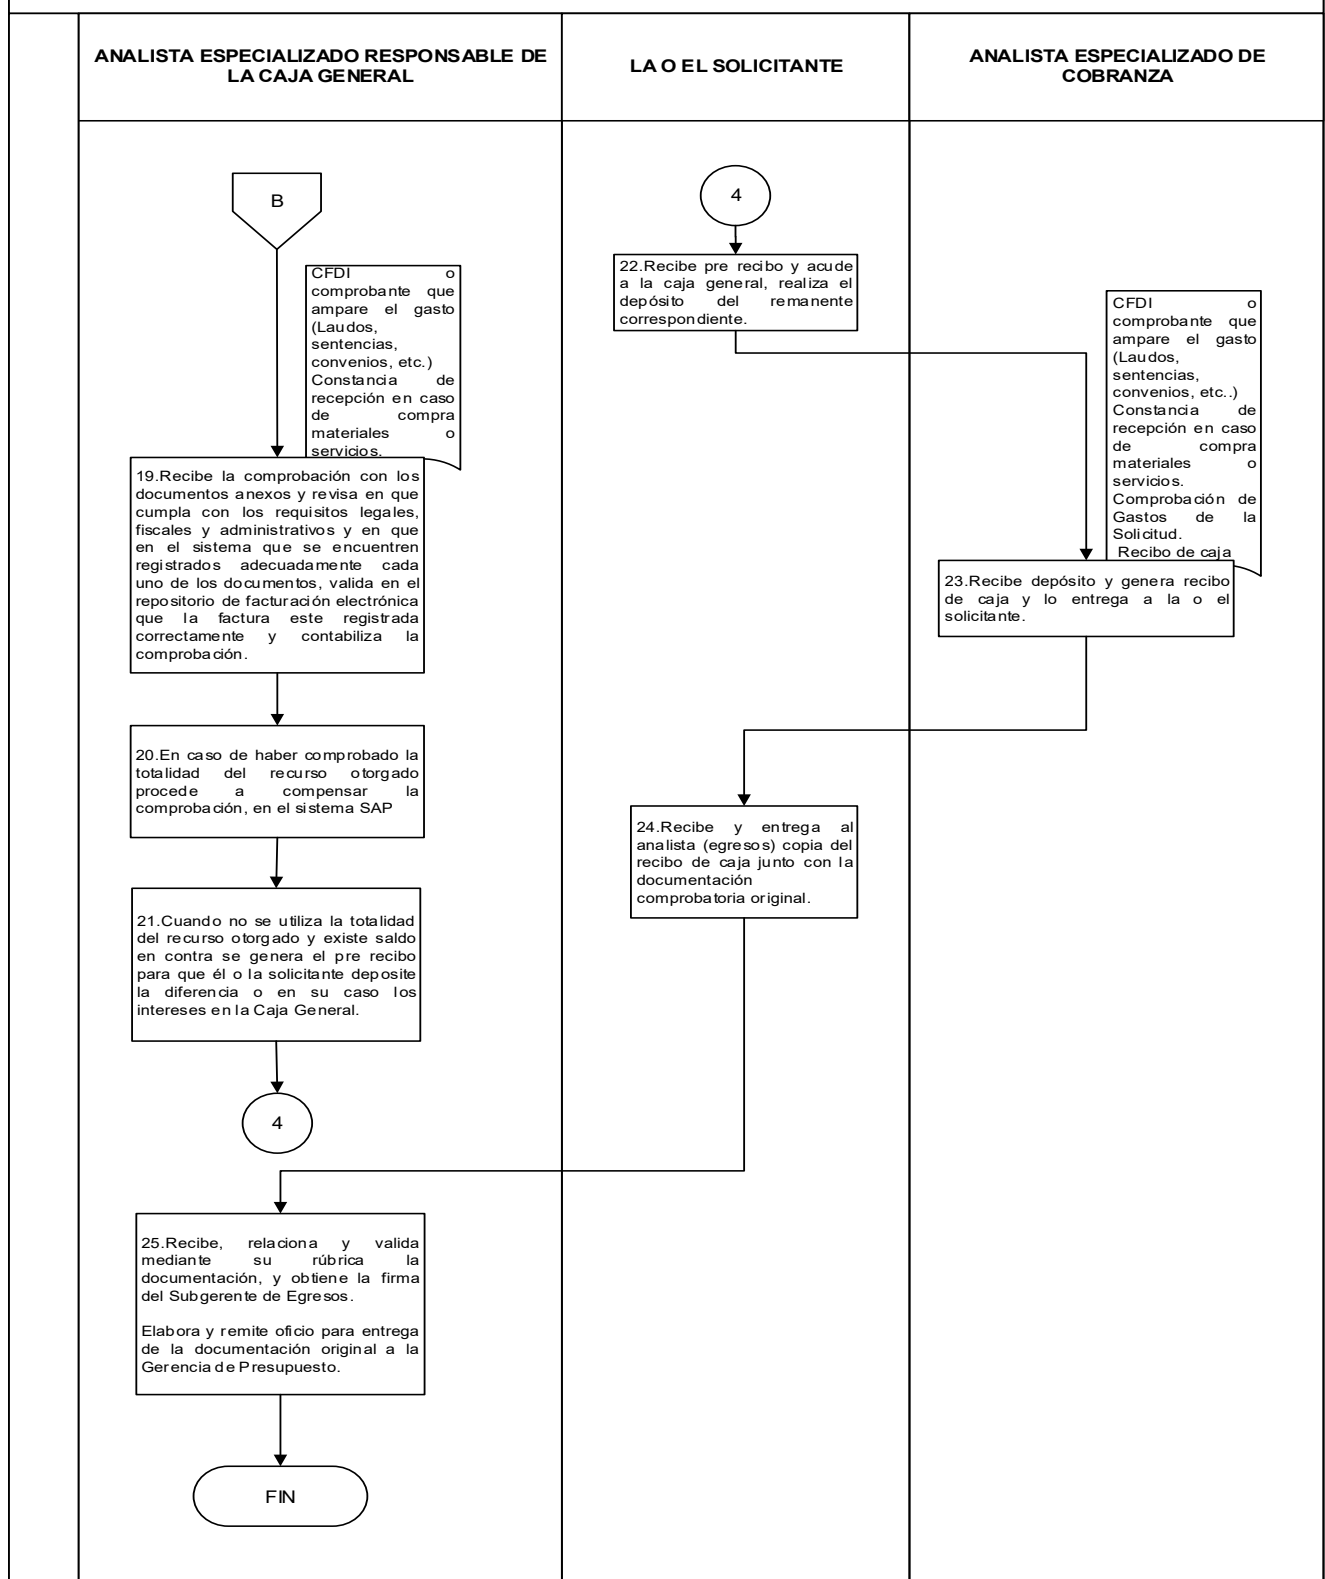 ANALISTA ESPECIALIZADO RESPONSABLE DE
LA CAJA GENERAL
LA O EL SOLICITANTE
ANALISTA ESPECIALIZADO DE
COBRANZA
B
CFDI o
comprobante que
ampare el gasto
(Laudos,
sentencias,
convenios, etc.)
Constancia de
recepción en caso
de compra
materiales o
servicios.
19.Recibe la comprobación con los
documentos anexos y revisa en que
cumpla con los requisitos legales,
fiscales y administrativos y en que
en el sistema que se encuentren
registrados adecuadamente cada
uno de los documentos, valida en el
repositorio de facturación electrónica
que la factura este registrada
correctamente y contabiliza la
comprobación.
20.En caso de haber comprobado la
totalidad del recurso otorgado
procede a compensar la
comprobación, en el sistema SAP
21.Cuando no se utiliza la totalidad
del recurso otorgado y existe saldo
en contra se genera el pre recibo
para que él o la solicitante deposite
la diferencia o en su caso los
intereses en la Caja General.
4
4
22.Recibe pre recibo y acude
a la caja general, realiza el
depósito del remanente
correspondiente.
CFDI o
comprobante que
ampare el gasto
(Laudos,
sentencias,
convenios, etc..)
Constancia de
recepción en caso
de compra
materiales o
servicios.
Comprobación de
Gastos de la
Solicitud.
Recibo de caja
23.Recibe depósito y genera recibo
de caja y lo entrega a la o el
solicitante.
24.Recibe y entrega al
analista (egresos) copia del
recibo de caja junto con la
documentación
comprobatoria original.
25.Recibe, relaciona y valida
mediante su rúbrica la
documentación, y obtiene la firma
del Subgerente de Egresos.
Elabora y remite oficio para entrega
de la documentación original a la
Gerencia de Presupuesto.
FIN